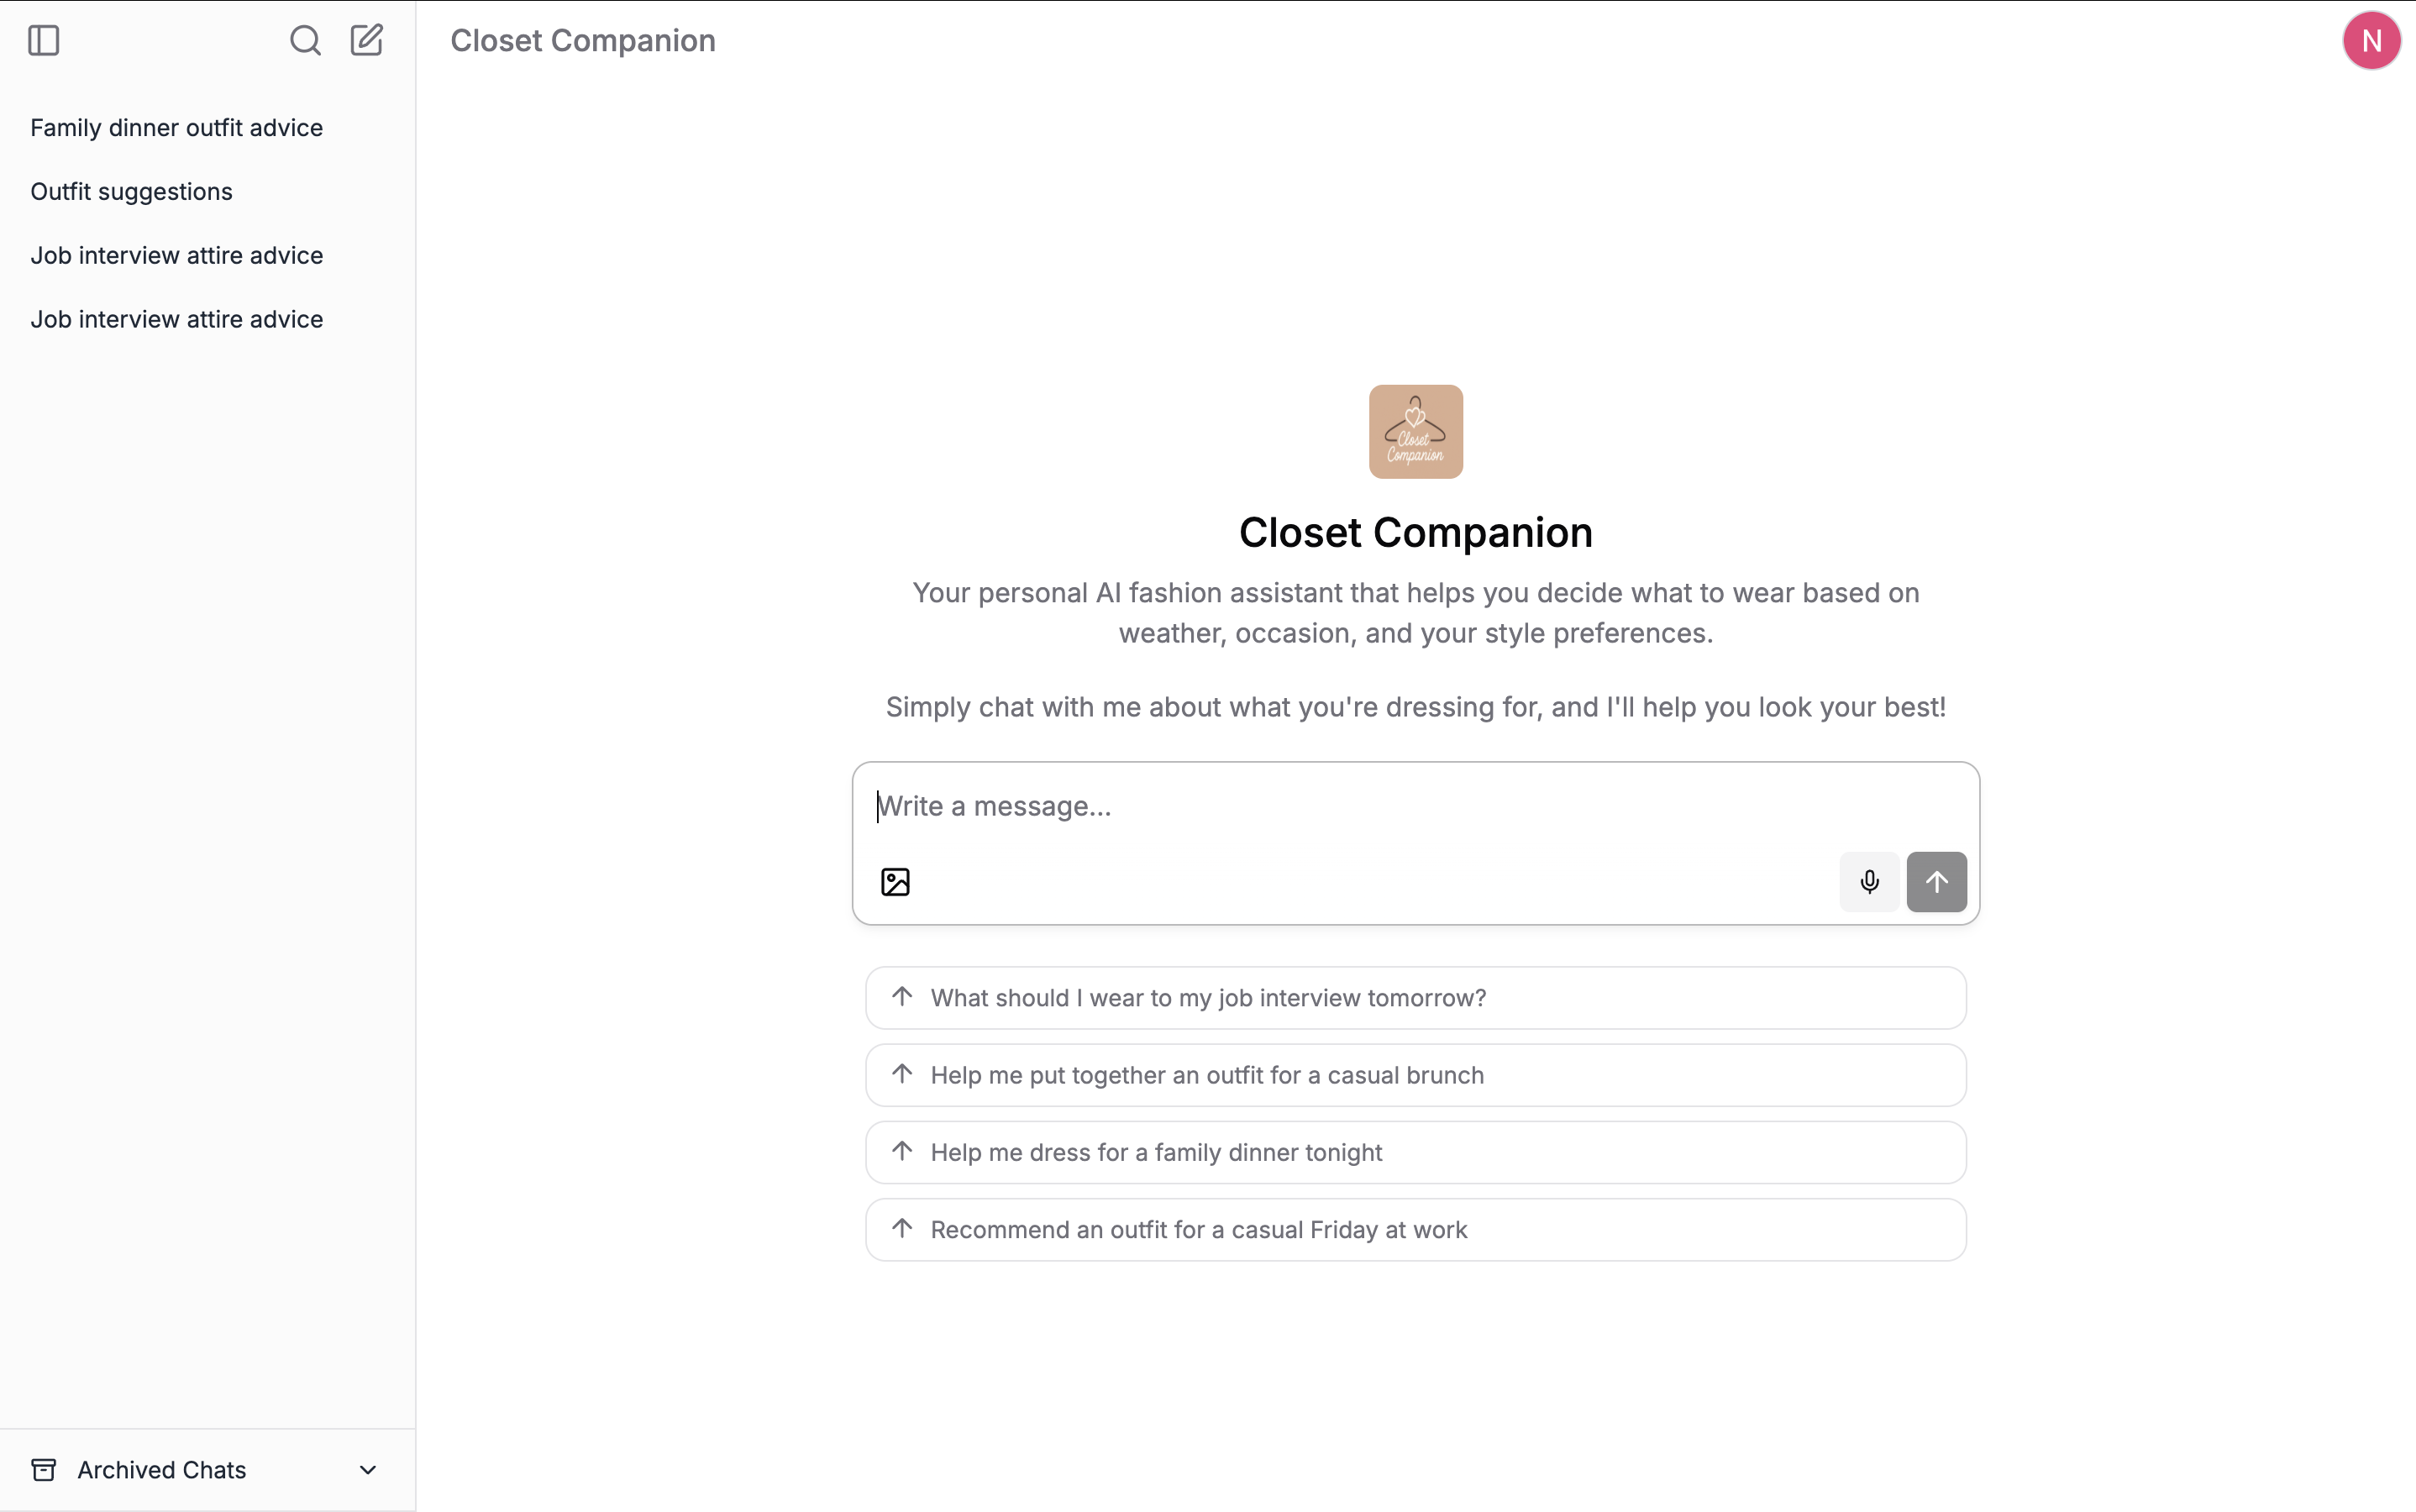 Closet Companion
N
Family dinner outfit advice
Outfit suggestions
Job interview attire advice
Job interview attire advice
Closet
Companion
Closet Companion
Your personal AI fashion assistant that helps you decide what to wear based on
weather, occasion, and your style preferences.
Simply chat with me about what you're dressing for, and I'll help you look your best!
Write a message...
What should I wear to my job interview tomorrow?
Help me put together an outfit for a casual brunch
Help me dress for a family dinner tonight
Recommend an outfit for a casual Friday at work
Archived Chats